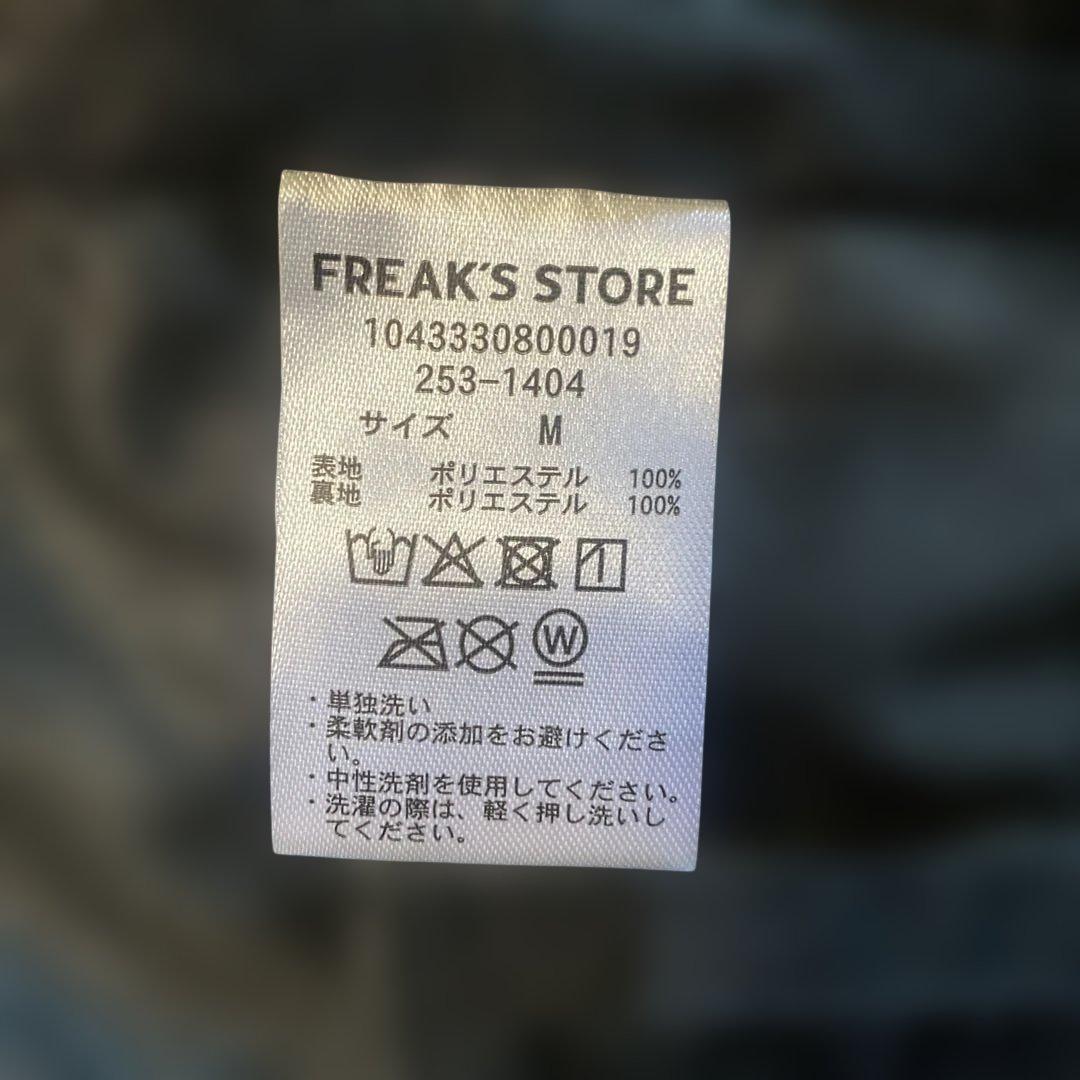 FREAK'S STORE
1043330800019
253-1404
サイズ M
表地 ポリエステル 100%
裏地 ポリエステル 100%
W
・単独洗い
・柔軟剤の添加をお避けくださ
い。
・中性洗剤を使用してください。
・洗濯の際は、軽く押し洗いし
てください。